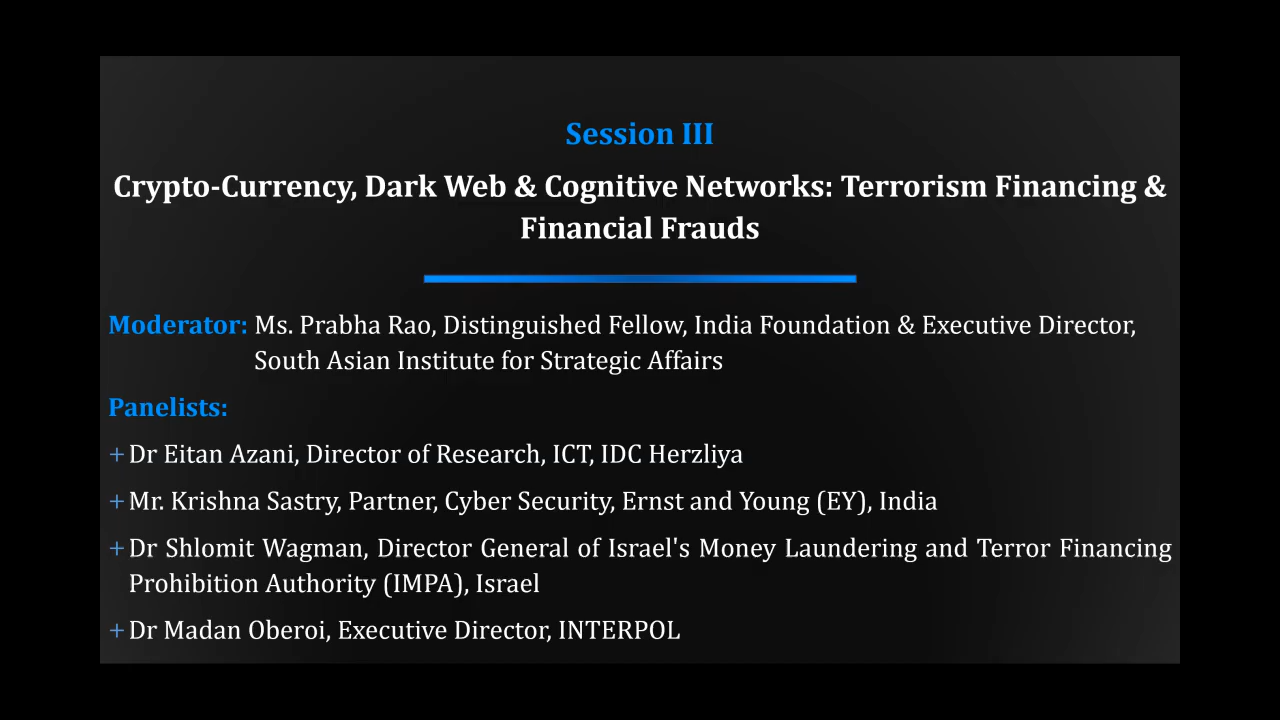 Session III
Crypto-Currency, Dark Web & Cognitive Networks: Terrorism Financing &
Financial Frauds
Moderator: Ms. Prabha Rao, Distinguished Fellow, India Foundation & Executive Director,
South Asian Institute for Strategic Affairs
Panelists:
+Dr Eitan Azani, Director of Research, ICT, IDC Herzliya
+Mr. Krishna Sastry, Partner, Cyber Security, Ernst and Young (EY), India
+Dr Shlomit Wagman, Director General of Israel's Money Laundering and Terror Financing
Prohibition Authority (IMPA), Israel
+Dr Madan Oberoi, Executive Director, INTERPOL